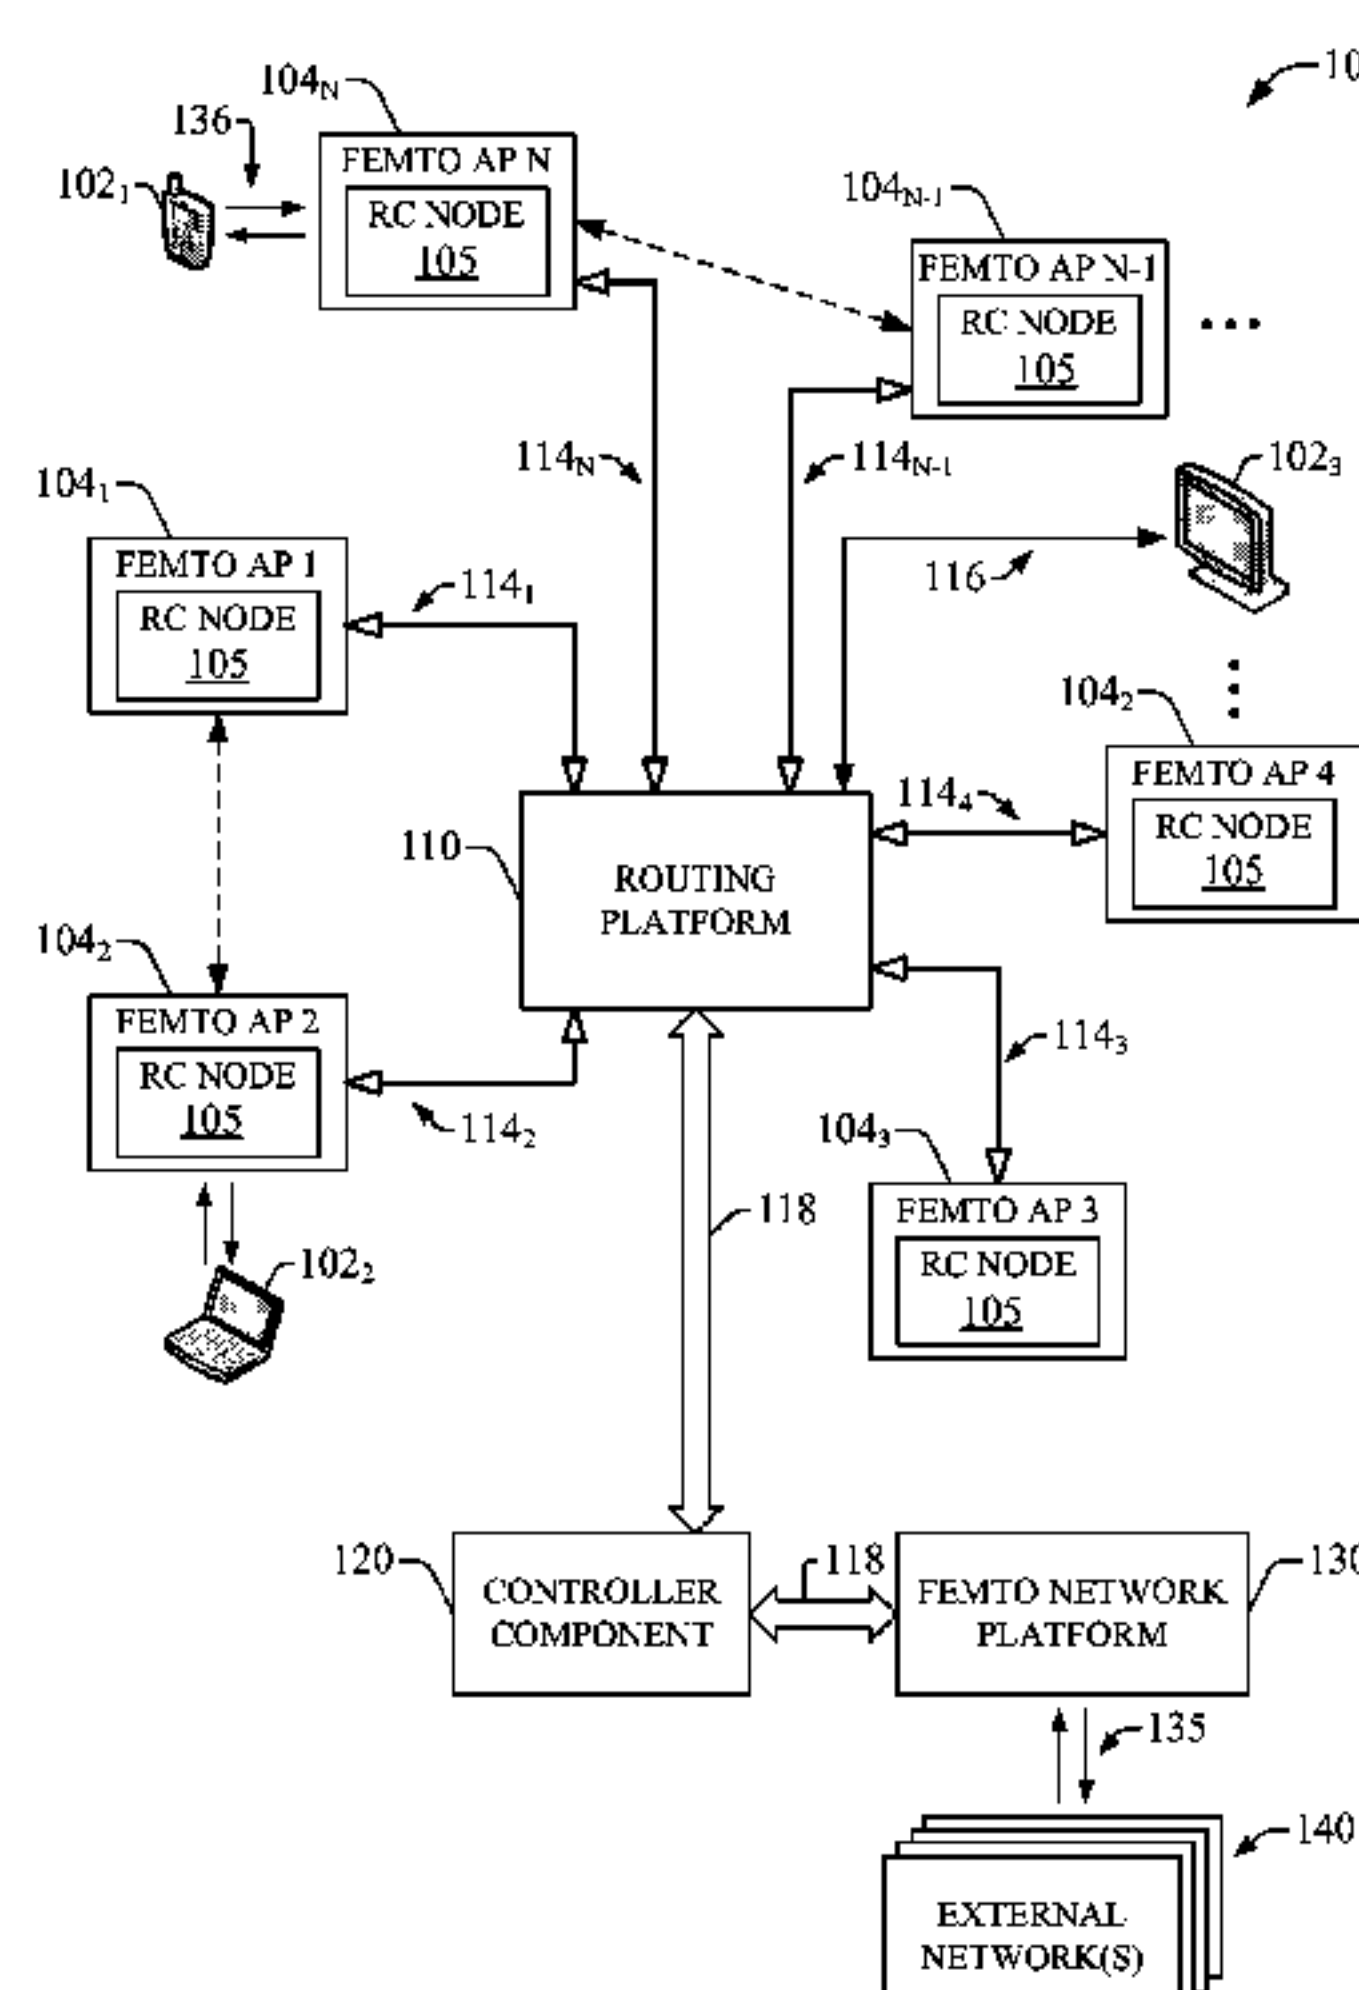 10
104N
136
FEMTO AP N
RC NODE
105
1021
104N-1
FEMTO AP N-1
RC NODE
105
•••
114N
114N-1
1023
1041
FEMTO AP 1
RC NODE
105
1141
116
1042
FEMTO AP 4
RC NODE
105
1144
110
ROUTING
PLATFORM
1042
FEMTO AP 2
RC NODE
105
1142
1143
1043
FEMTO AP 3
RC NODE
105
118
1022
120
CONTROLLER
COMPONENT
118
FEMTO NETWORK
PLATFORM
130
135
140
EXTERNAL
NETWORK(S)